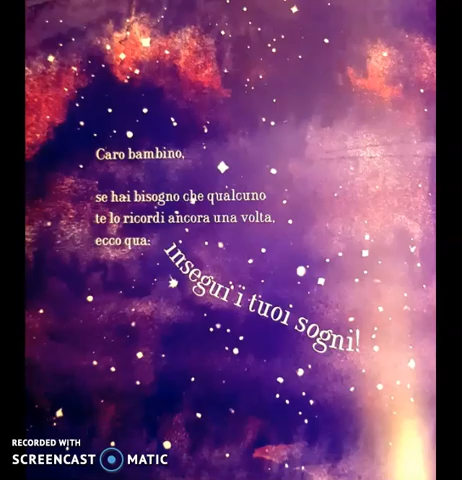 Caro bambino,
se hai bisogno che qualcuno
te lo ricordi ancora una volta,
ecco qua:
insegui i tuoi sogni!
RECORDED WITH
SCREENCAST MATIC